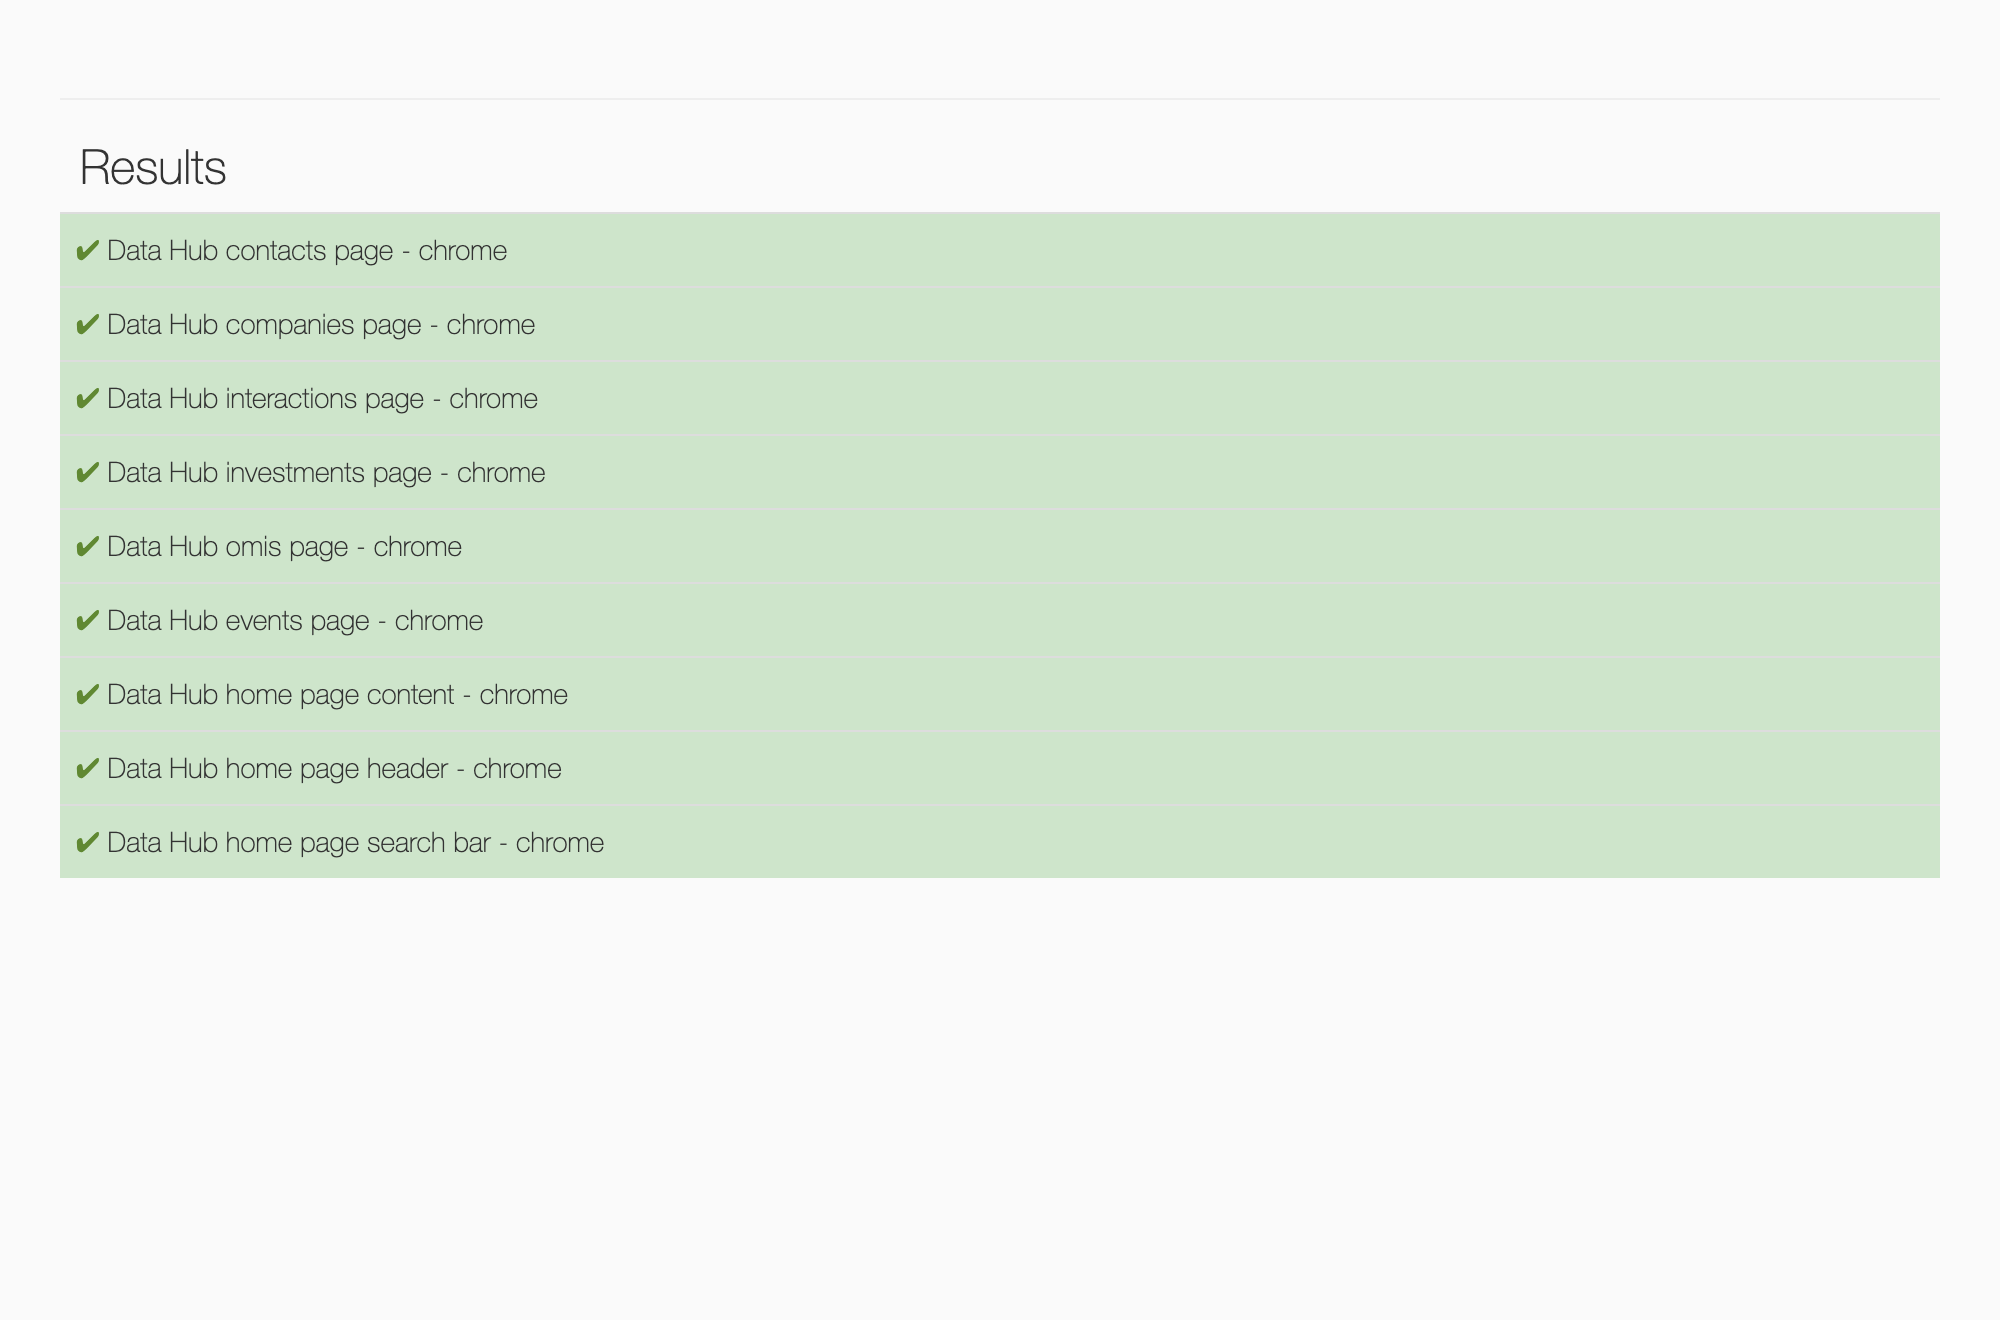 Results
✔ Data Hub contacts page - chrome
✔ Data Hub companies page - chrome
✔ Data Hub interactions page - chrome
✔ Data Hub investments page - chrome
✔ Data Hub omis page - chrome
✔ Data Hub events page - chrome
✔ Data Hub home page content - chrome
✔ Data Hub home page header - chrome
✔ Data Hub home page search bar - chrome